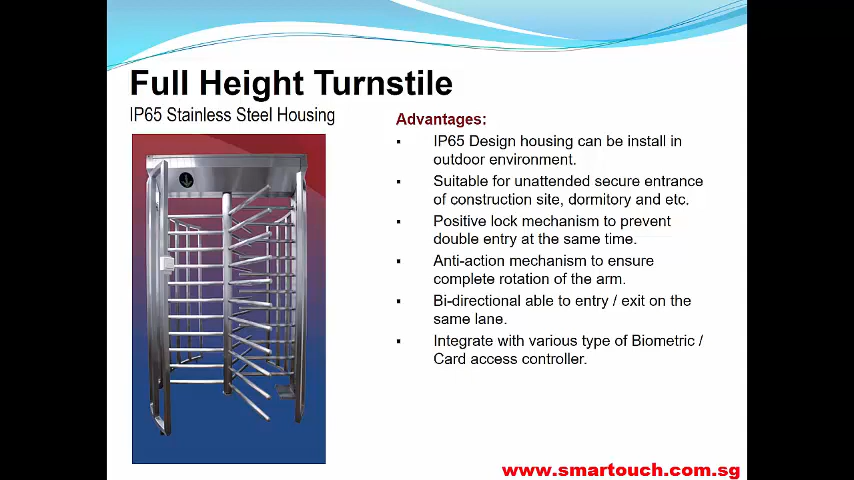 Full Height Turnstile
IP65 Stainless Steel Housing
Advantages:
▪ IP65 Design housing can be install in
outdoor environment.
▪ Suitable for unattended secure entrance
of construction site, dormitory and etc.
▪ Positive lock mechanism to prevent
double entry at the same time.
▪ Anti-action mechanism to ensure
complete rotation of the arm.
▪ Bi-directional able to entry / exit on the
same lane.
▪ Integrate with various type of Biometric /
Card access controller.
www.smartouch.com.sg